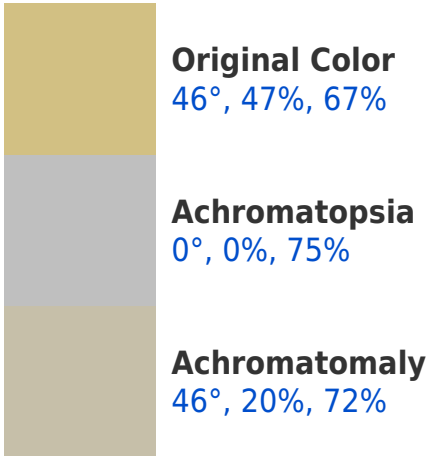 Original Color
46°, 47%, 67%
Achromatopsia
0°, 0%, 75%
Achromatomaly
46°, 20%, 72%